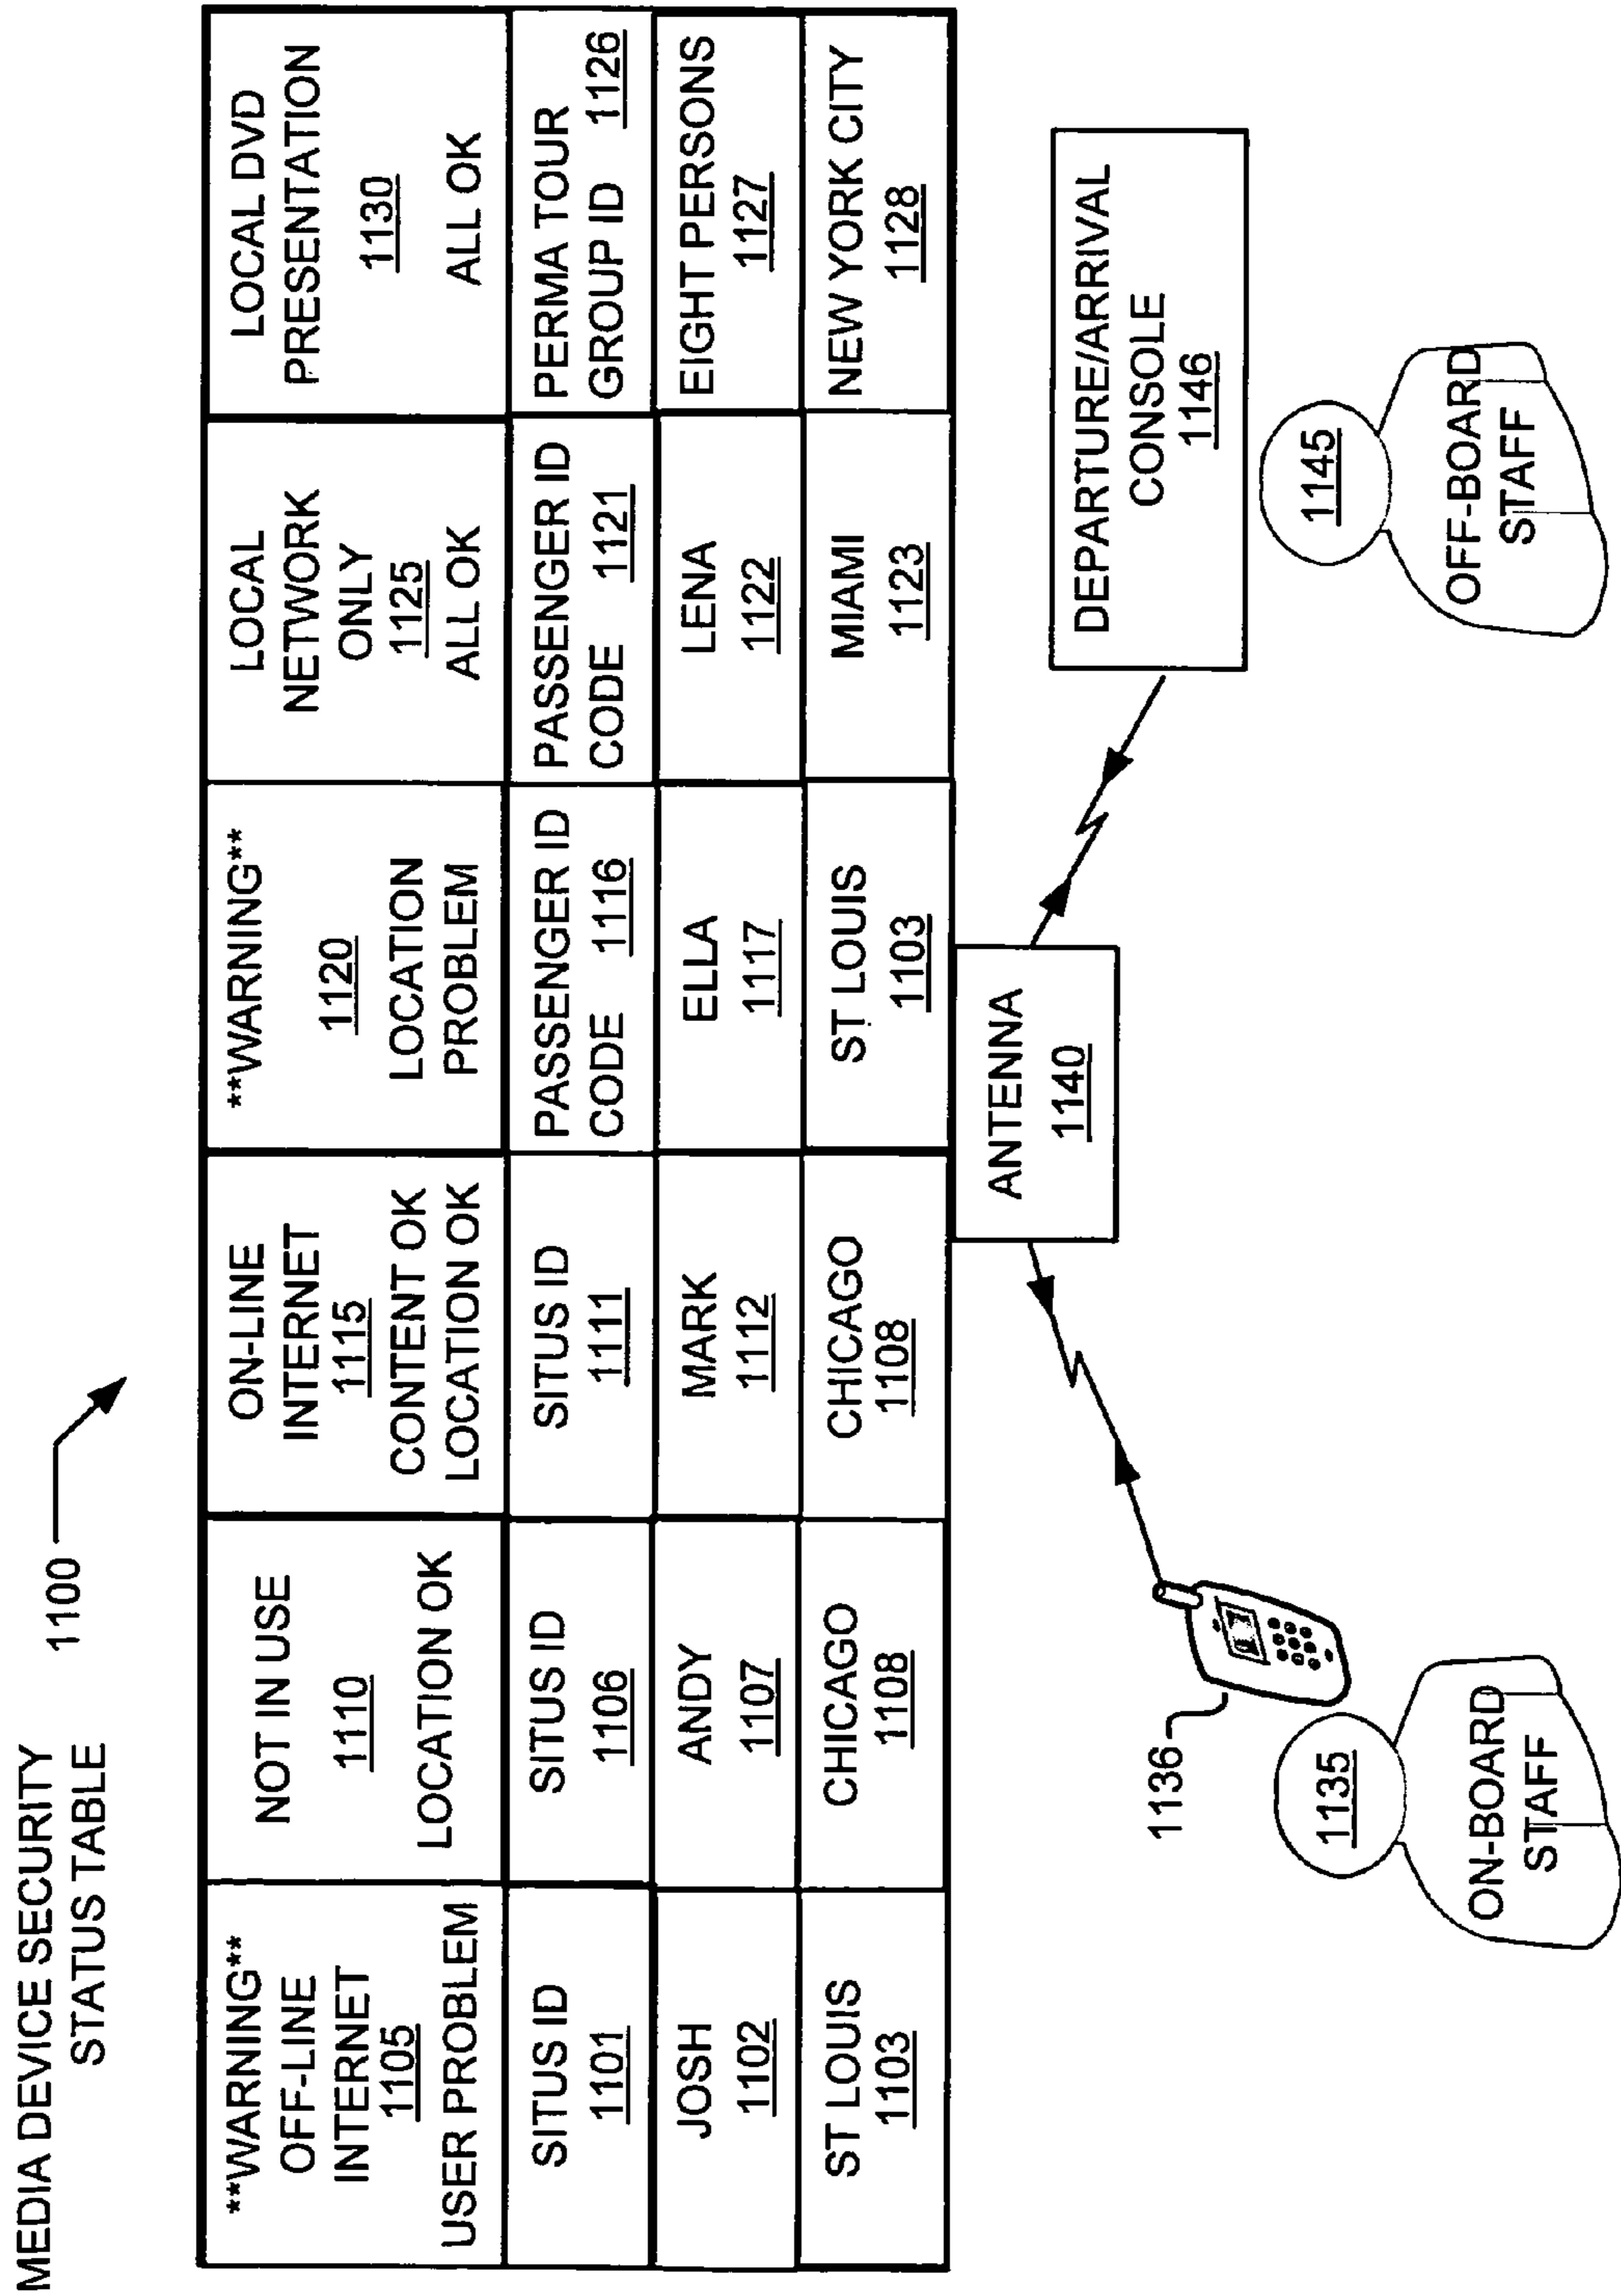 MEDIA DEVICE SECURITY
STATUS TABLE
1100
**WARNING**
OFF-LINE
INTERNET
1105
USER PROBLEM
NOT IN USE
1110
LOCATION OK
ON-LINE
INTERNET
1115
CONTENT OK
LOCATION OK
**WARNING**
1120
LOCATION
PROBLEM
LOCAL
NETWORK
ONLY
1125
ALL OK
LOCAL DVD
PRESENTATION
1130
ALL OK
SITUS ID
1101
SITUS ID
1106
SITUS ID
1111
PASSENGER ID
CODE 1116
PASSENGER ID
CODE 1121
PERMA TOUR
GROUP ID 1126
JOSH
1102
ANDY
1107
MARK
1112
ELLA
1117
LENA
1122
EIGHT PERSONS
1127
ST LOUIS
1103
CHICAGO
1108
CHICAGO
1108
ST LOUIS
1103
MIAMI
1123
NEW YORK CITY
1128
ANTENNA
1140
DEPARTURE/ARRIVAL
CONSOLE
1146
1136
1135
ON-BOARD
STAFF
1145
OFF-BOARD
STAFF